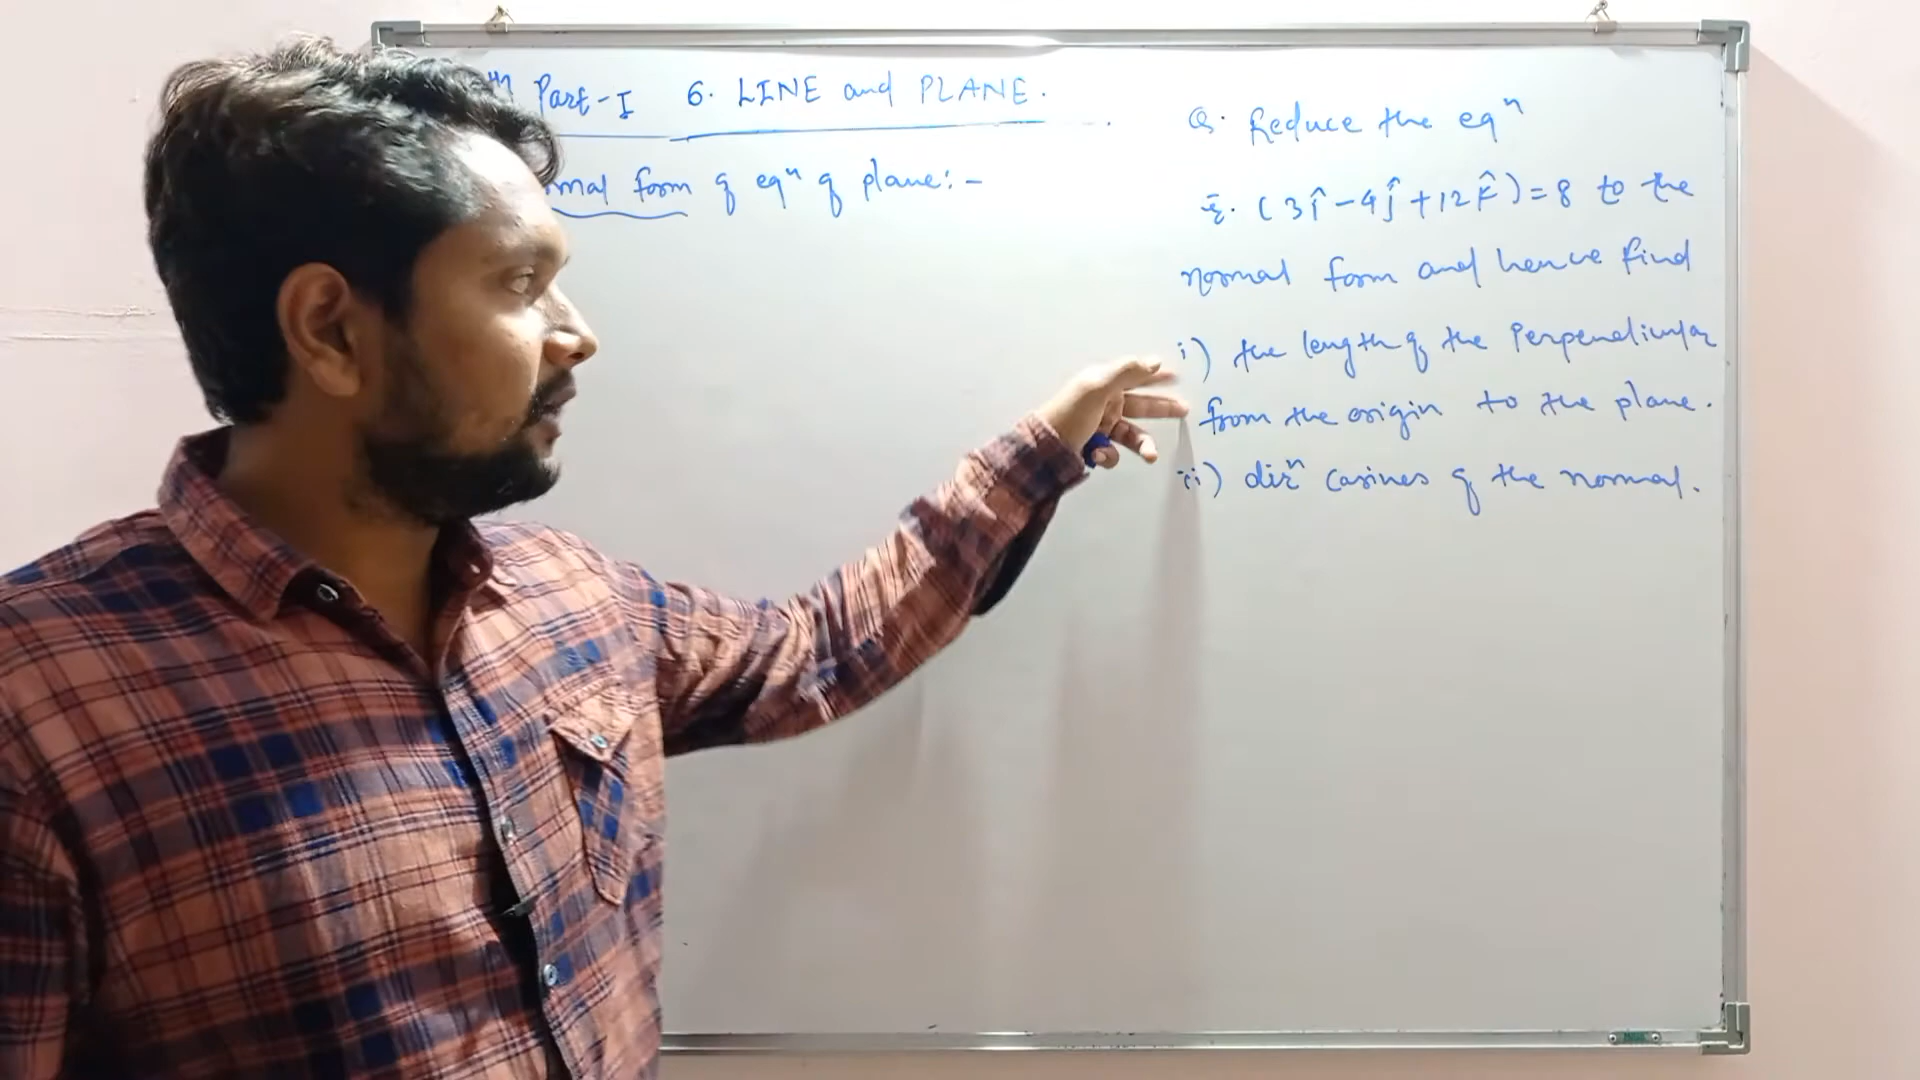 Part-I 6. LINE and PLANE.
form of eqⁿ of plane:-
Q. Reduce the eqⁿ
r̄. (3î-4ĵ+12k̂)=8 to the
normal form and hence find
i) the length of the Perpendicular
from the origin to the plane.
ii) dirⁿ cosines of the normal.